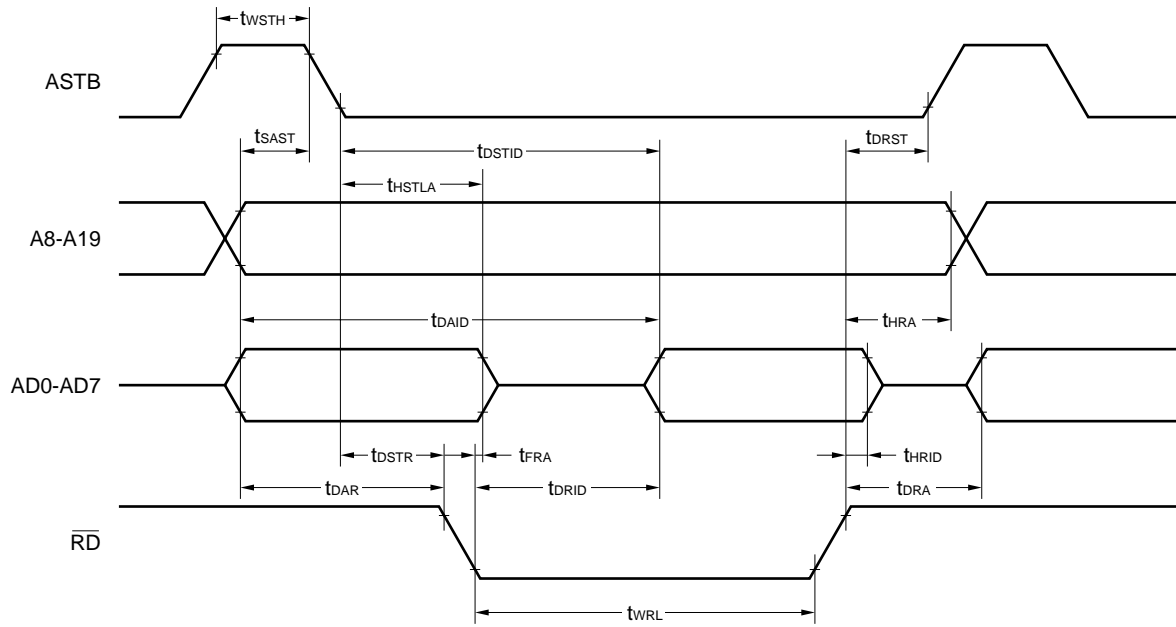 tWSTH
ASTB
tSAST
tDSTID
tDRST
tHSTLA
A8-A19
tDAID
tHRA
AD0-AD7
tDSTR
tFRA
tHRID
tDAR
tDRID
tDRA
RD
tWRL